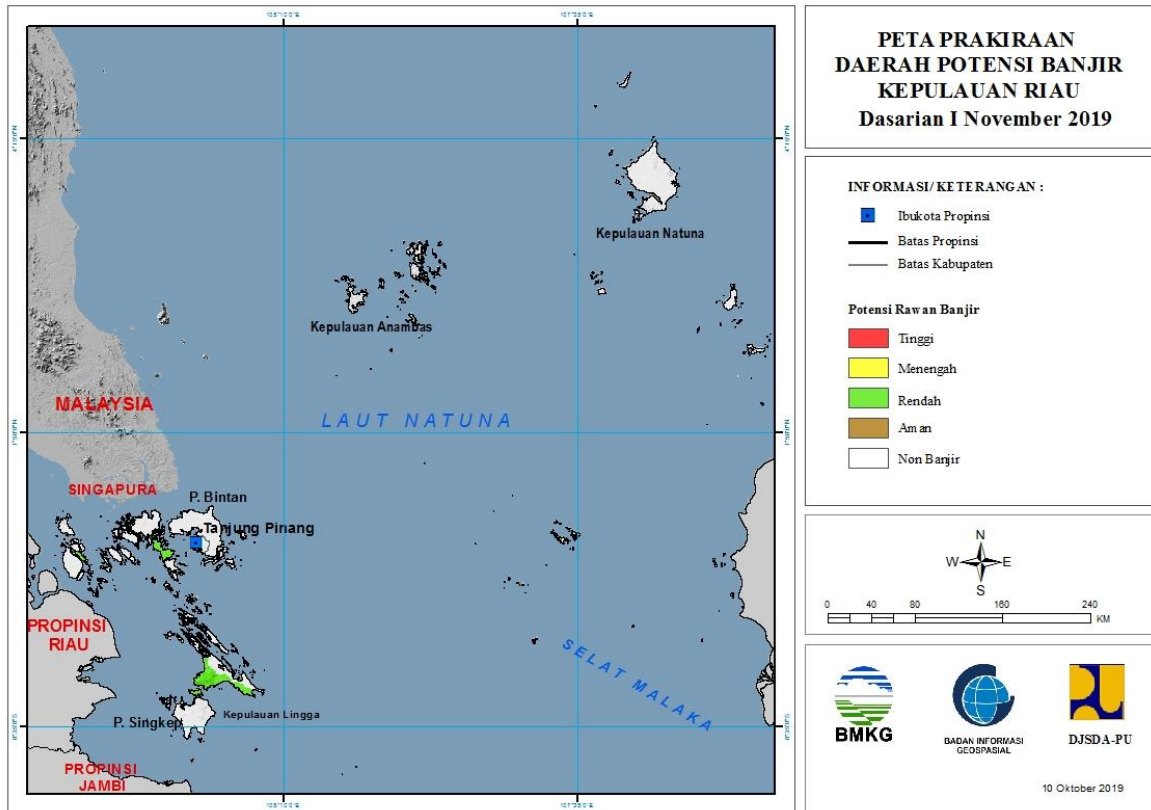 PETA PRAKIRAAN
DAERAH POTENSI BANJIR
KEPULAUAN RIAU
Dasarian I November 2019
INFORMASI/KETERANGAN :
Ibukota Propinsi
Batas Propinsi
Batas Kabupaten
Potensi Rawan Banjir
Tinggi
Menengah
Rendah
Aman
Non Banjir
N
W E
S
0 40 80 160 240
KM
BMKG
BADAN INFORMASI
GEOSPASIAL
DJSDA-PU
10 Oktober 2019
Kepulauan Natuna
Kepulauan Anambas
MALAYSIA
LAUT NATUNA
SINGAPURA
P. Bintan
Tanjung Pinang
PROPINSI
RIAU
SELAT MALAKA
P. Singkep
Kepulauan Lingga
PROPINSI
JAMBI